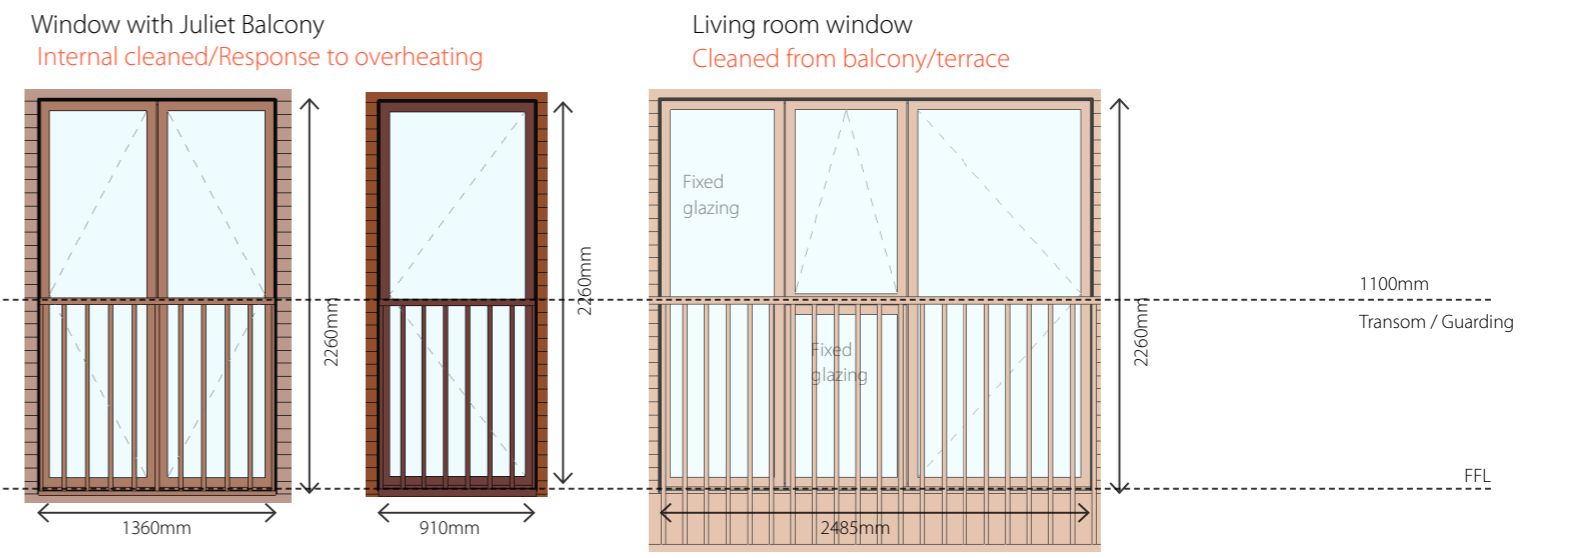 Window with Juliet Balcony
Internal cleaned/Response to overheating
Living room window
Cleaned from balcony/terrace
Fixed
glazing
2260mm
2260mm
2260mm
1100mm
Transom / Guarding
Fixed
glazing
FFL
1360mm
910mm
2485mm